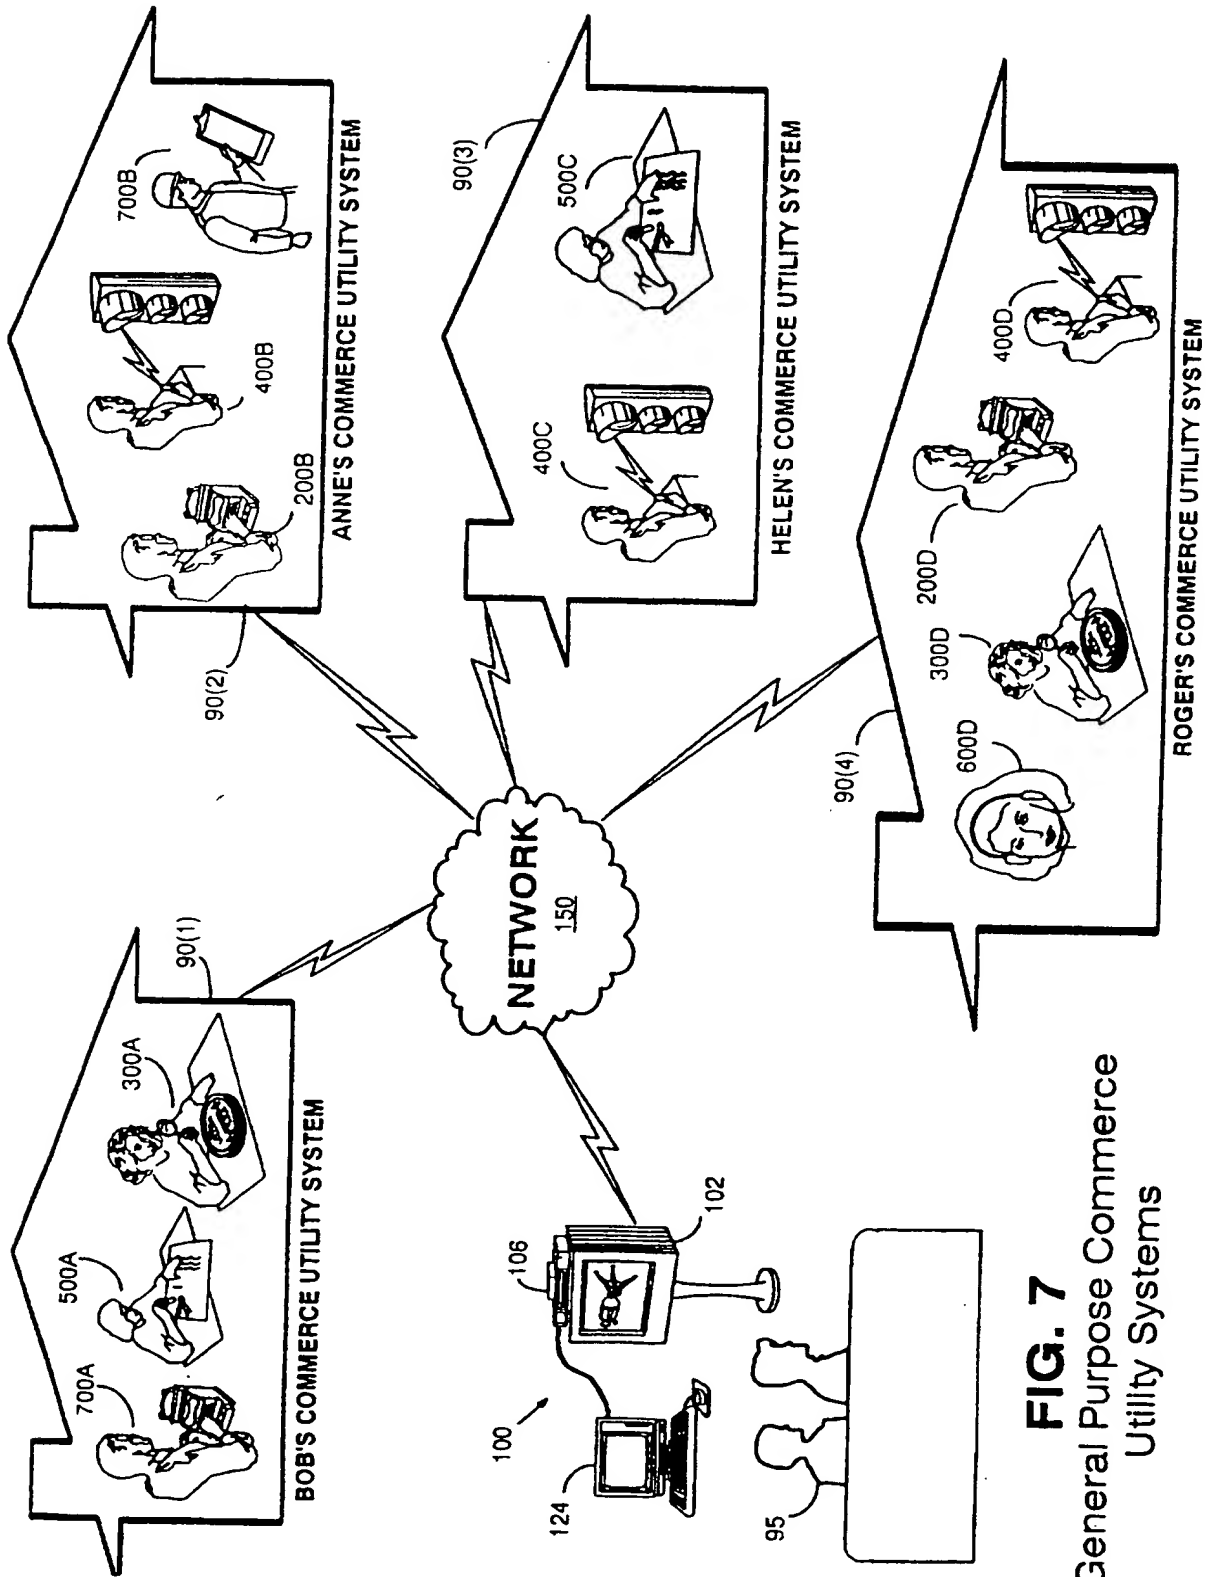 90(1)
700A
500A
300A
BOB'S COMMERCE UTILITY SYSTEM
90(2)
200B
400B
700B
ANNE'S COMMERCE UTILITY SYSTEM
90(3)
400C
500C
HELEN'S COMMERCE UTILITY SYSTEM
NETWORK
150
90(4)
600D
300D
200D
400D
ROGER'S COMMERCE UTILITY SYSTEM
100
124
106
102
95
FIG. 7
General Purpose Commerce
Utility Systems